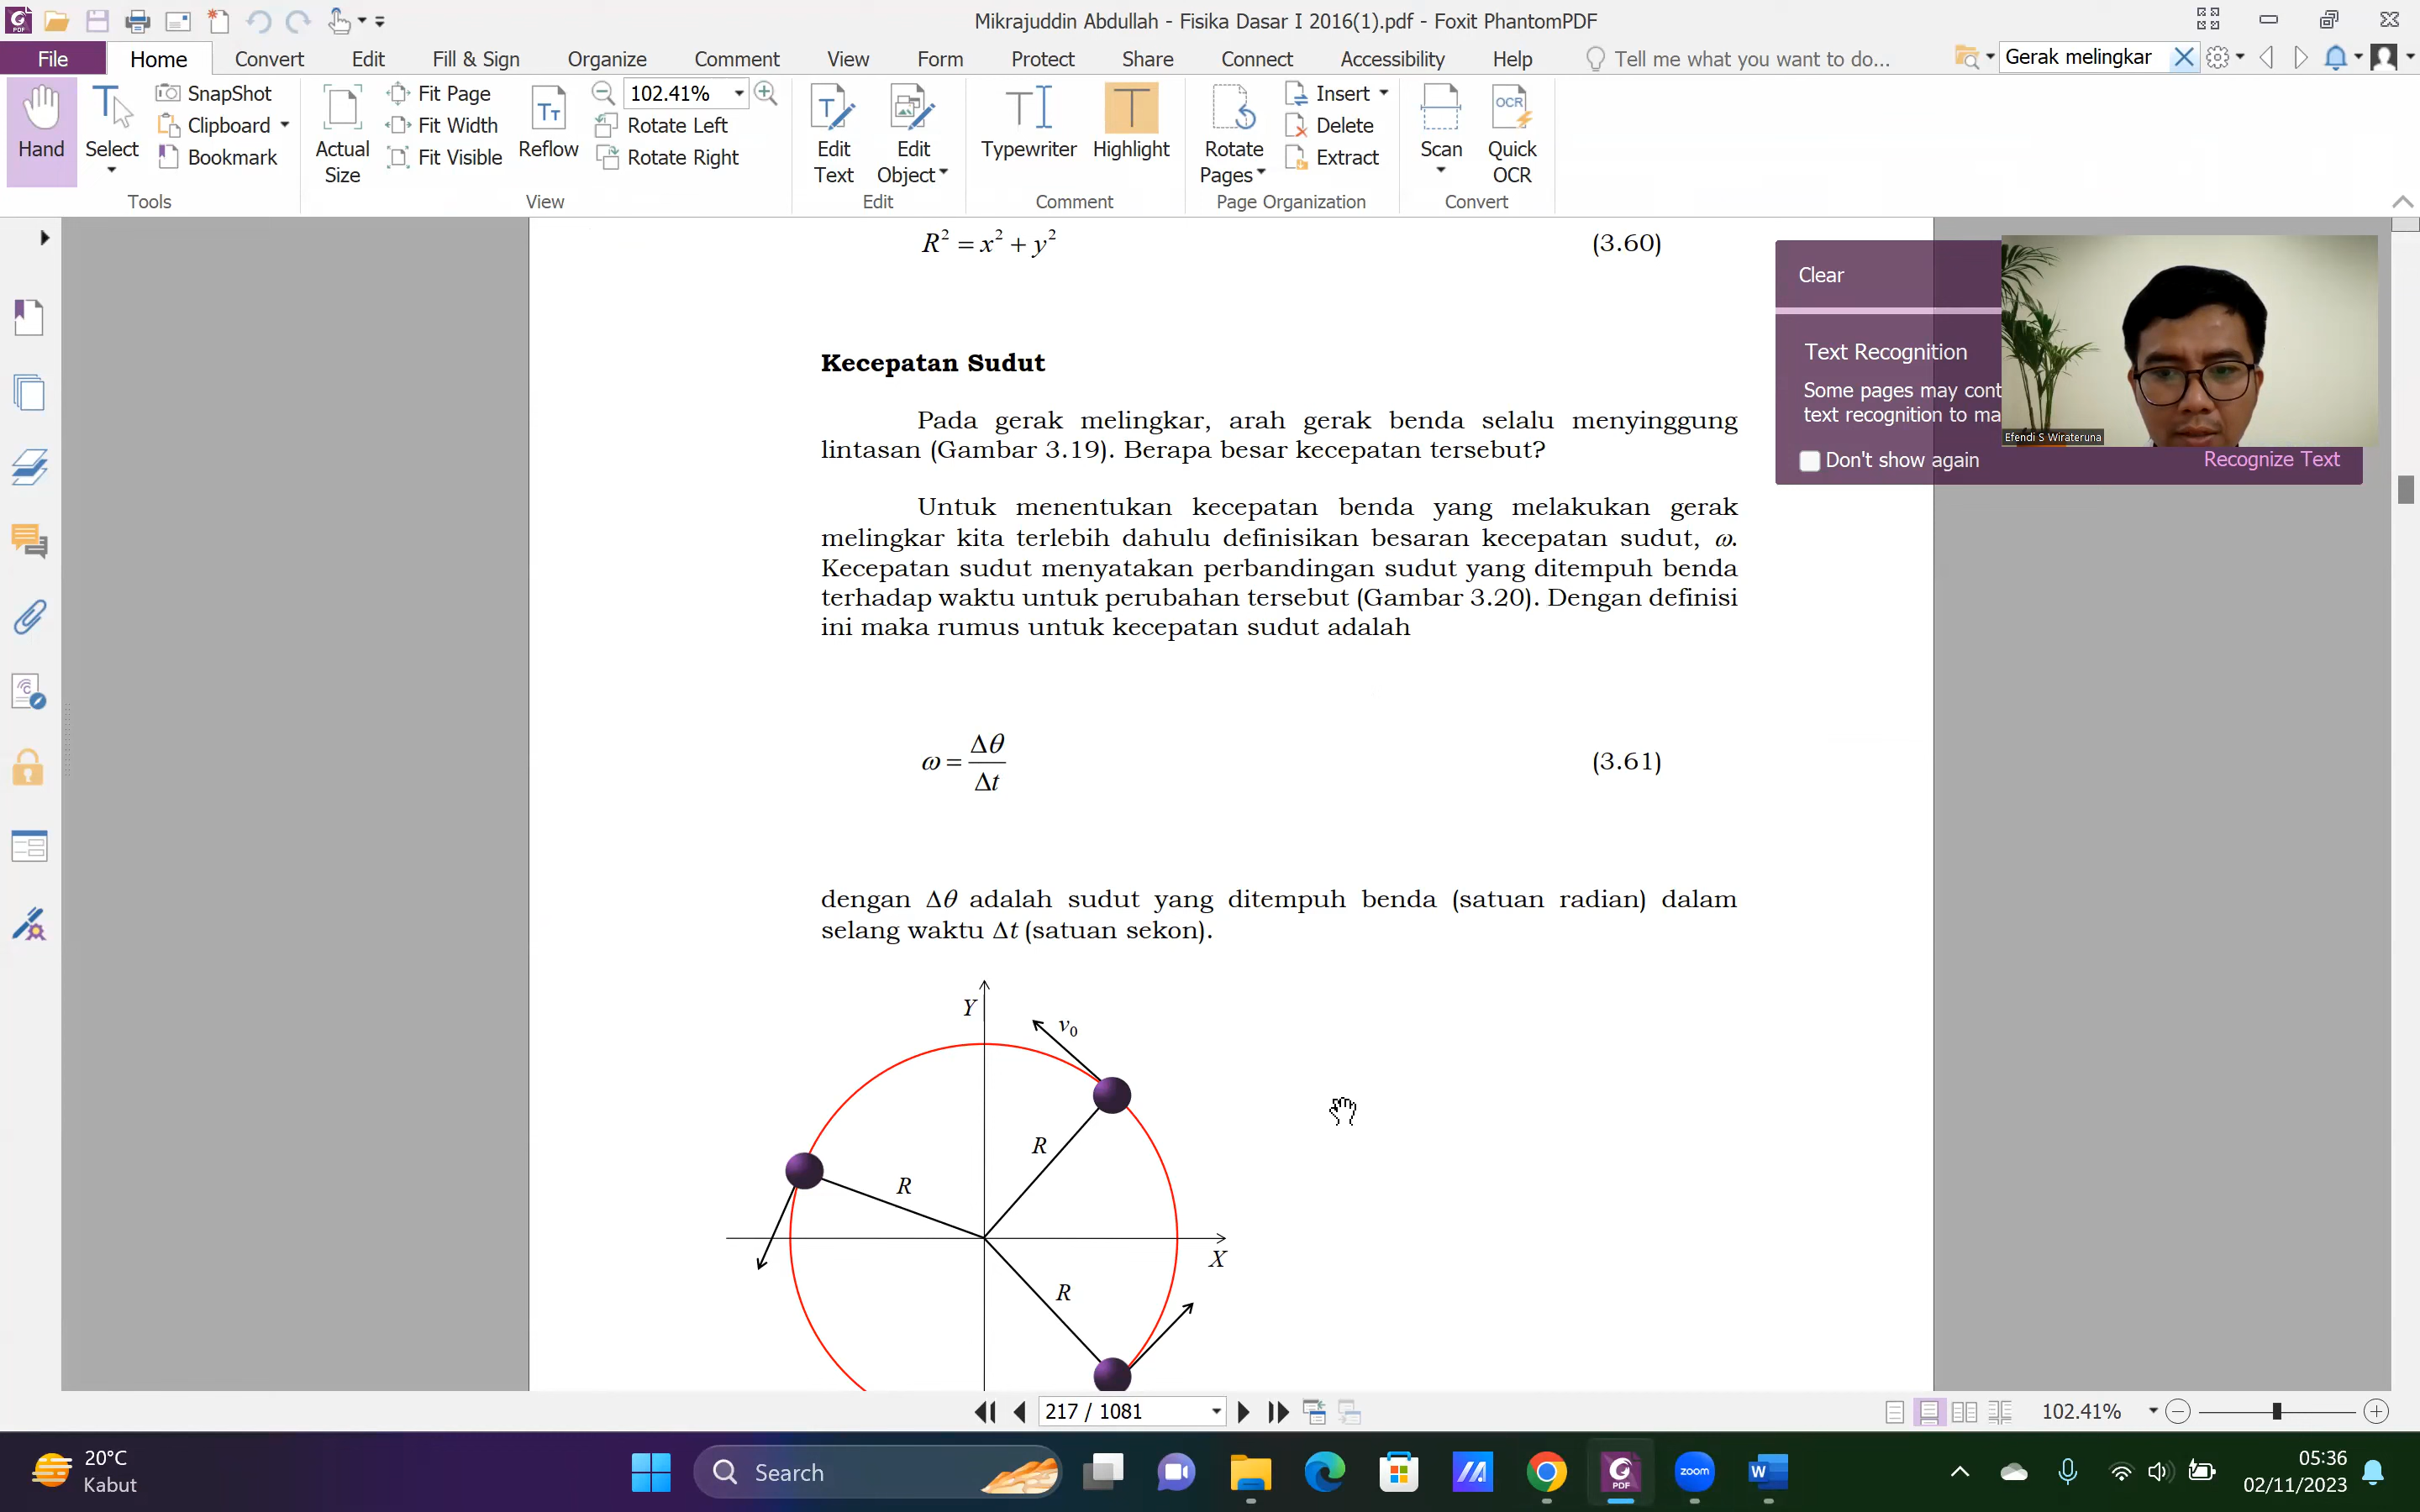 Mikrajuddin Abdullah - Fisika Dasar I 2016(1).pdf - Foxit PhantomPDF
File Home Convert Edit Fill & Sign Organize Comment View Form Protect Share Connect Accessibility Help Tell me what you want to do... Gerak melingkar
Hand
Select
SnapShot
Clipboard
Bookmark
Tools
Actual Size
Fit Page
Fit Width
Fit Visible
Reflow
102.41%
Rotate Left
Rotate Right
View
Edit Text
Edit Object
Edit
Typewriter
Highlight
Comment
Rotate Pages
Insert
Delete
Extract
Page Organization
Scan
OCR
Quick OCR
Convert
R² = x² + y² (3.60)
Kecepatan Sudut
Pada gerak melingkar, arah gerak benda selalu menyinggung
lintasan (Gambar 3.19). Berapa besar kecepatan tersebut?
Untuk menentukan kecepatan benda yang melakukan gerak
melingkar kita terlebih dahulu definisikan besaran kecepatan sudut, ω.
Kecepatan sudut menyatakan perbandingan sudut yang ditempuh benda
terhadap waktu untuk perubahan tersebut (Gambar 3.20). Dengan definisi
ini maka rumus untuk kecepatan sudut adalah
ω = Δθ / Δt (3.61)
dengan Δθ adalah sudut yang ditempuh benda (satuan radian) dalam
selang waktu Δt (satuan sekon).
Y
v₀
R
R
X
R
Clear
Text Recognition
Some pages may cont
text recognition to ma
Don't show again
Recognize Text
Efendi S Wirateruna
217 / 1081
102.41%
20°C
Kabut
Search
zoom
PDF
W
05:36
02/11/2023